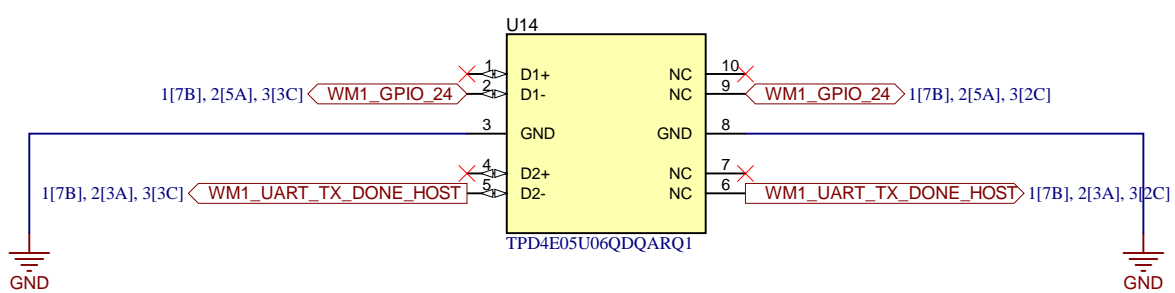 U14
1 D1+ NC 10
1[7B], 2[5A], 3[3C] WM1_GPIO_24 2 D1- NC 9 WM1_GPIO_24 1[7B], 2[5A], 3[2C]
3 GND GND 8
4 D2+ NC 7
1[7B], 2[3A], 3[3C] WM1_UART_TX_DONE_HOST 5 D2- NC 6 WM1_UART_TX_DONE_HOST 1[7B], 2[3A], 3[2C]
TPD4E05U06QDQARQ1
GND GND